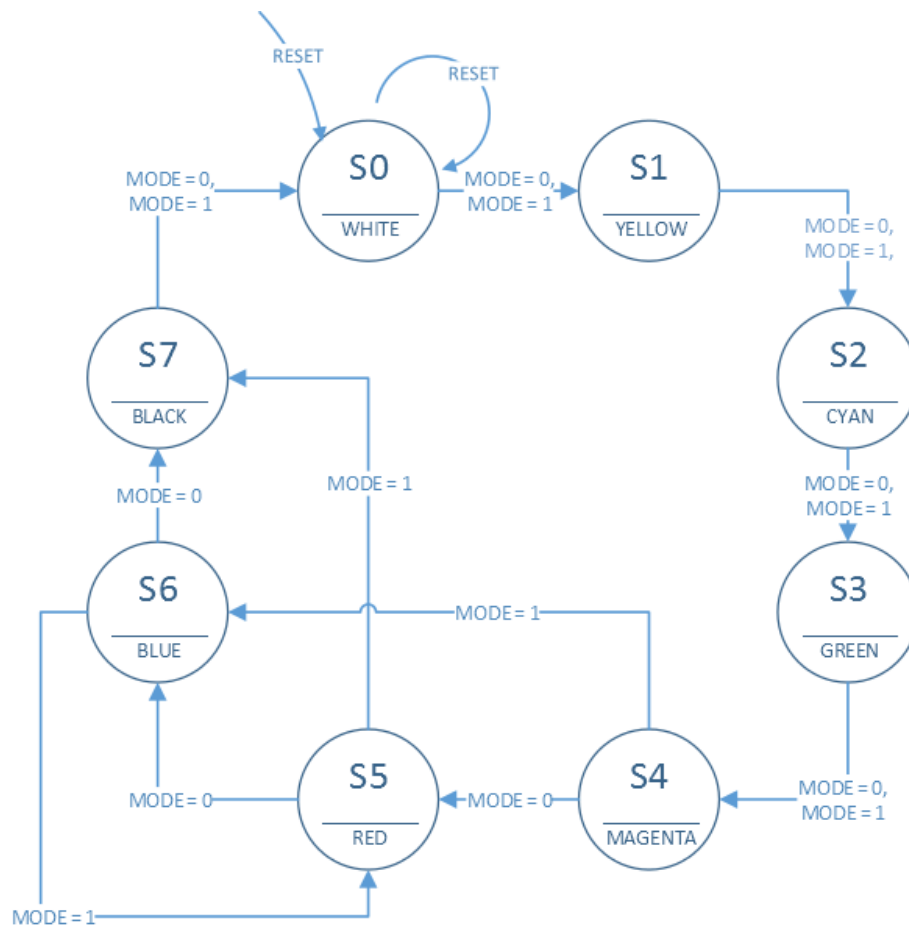 RESET
RESET
S0
WHITE
MODE = 0,
MODE = 1
S1
YELLOW
MODE = 0,
MODE = 1
MODE = 0,
MODE = 1,
S7
BLACK
S2
CYAN
MODE = 0
MODE = 1
MODE = 0,
MODE = 1
S6
BLUE
MODE = 1
S3
GREEN
S5
RED
MODE = 0
MODE = 0
S4
MAGENTA
MODE = 0,
MODE = 1
MODE = 1